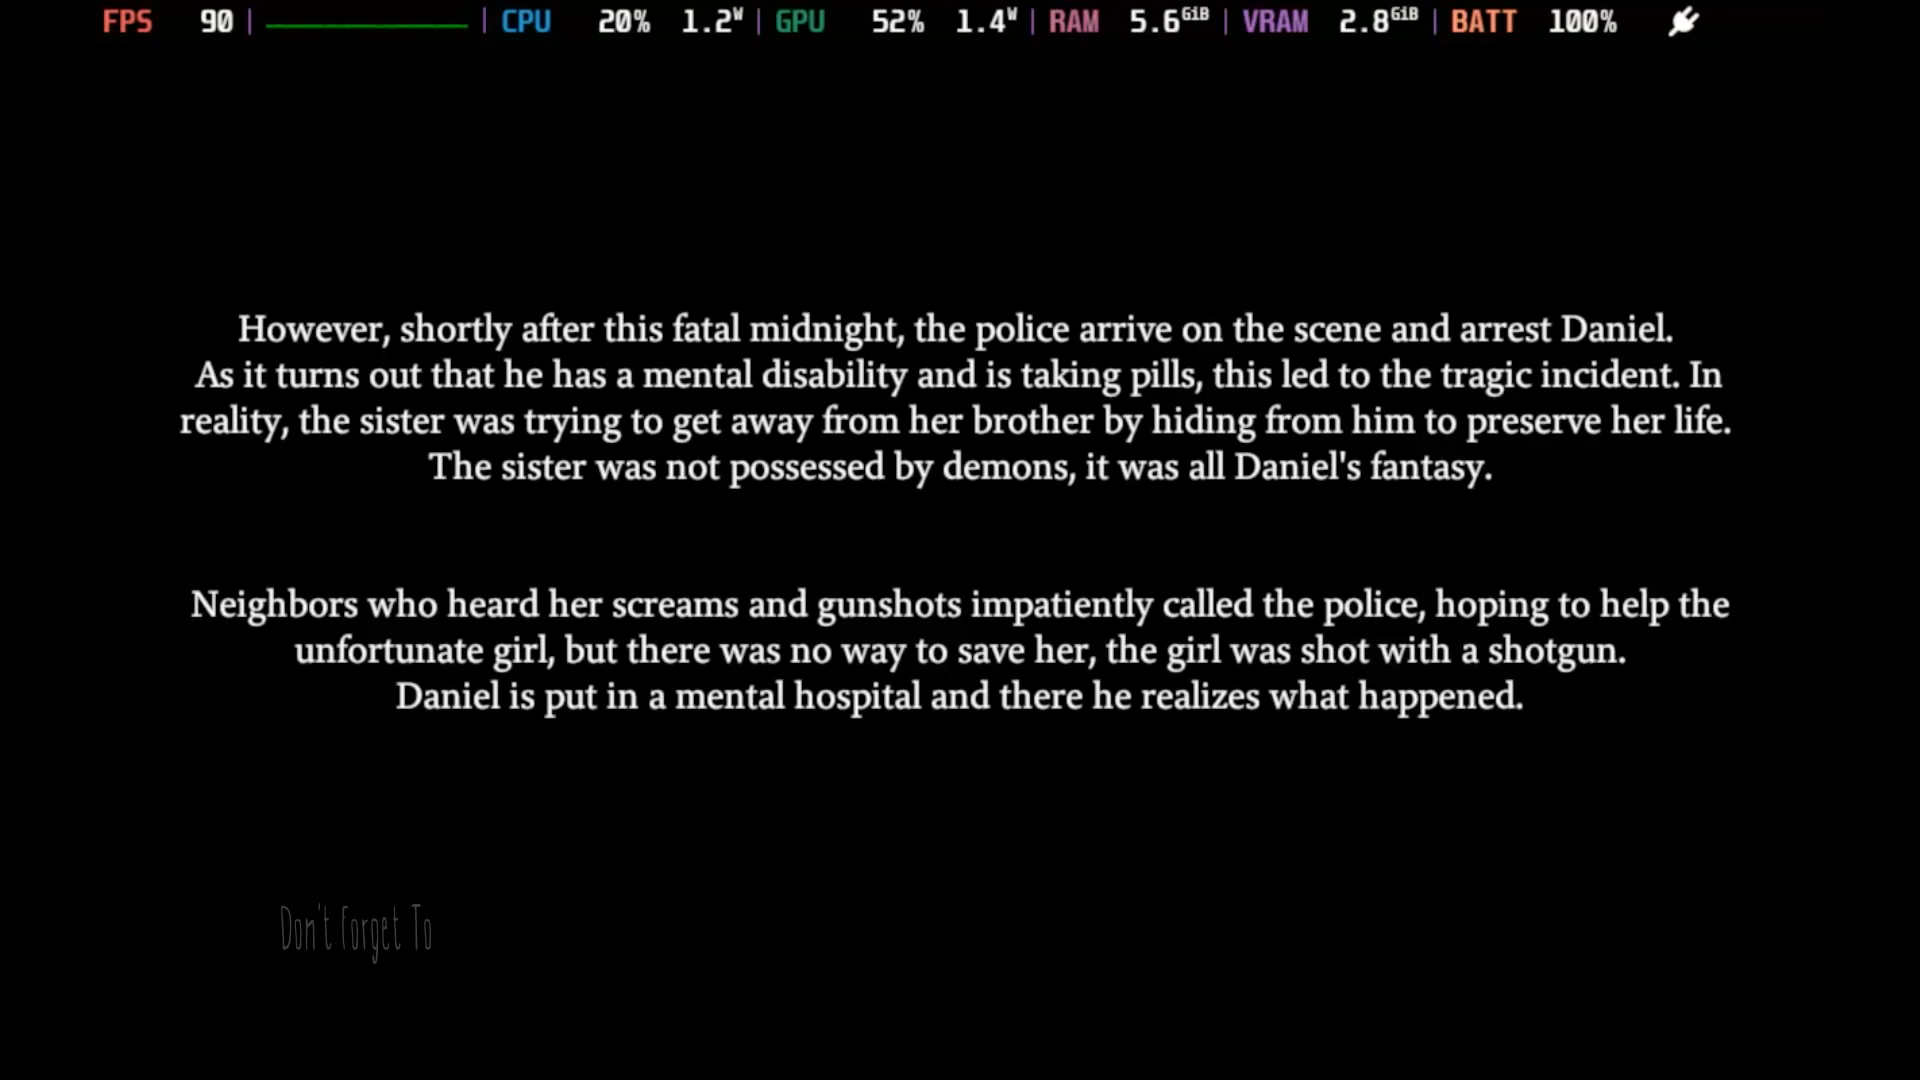 FPS 90 | | CPU 20% 1.2W | GPU 52% 1.4W | RAM 5.6GiB | VRAM 2.8GiB | BATT 100%
However, shortly after this fatal midnight, the police arrive on the scene and arrest Daniel.
As it turns out that he has a mental disability and is taking pills, this led to the tragic incident. In
reality, the sister was trying to get away from her brother by hiding from him to preserve her life.
The sister was not possessed by demons, it was all Daniel's fantasy.
Neighbors who heard her screams and gunshots impatiently called the police, hoping to help the
unfortunate girl, but there was no way to save her, the girl was shot with a shotgun.
Daniel is put in a mental hospital and there he realizes what happened.
Don't Forget To